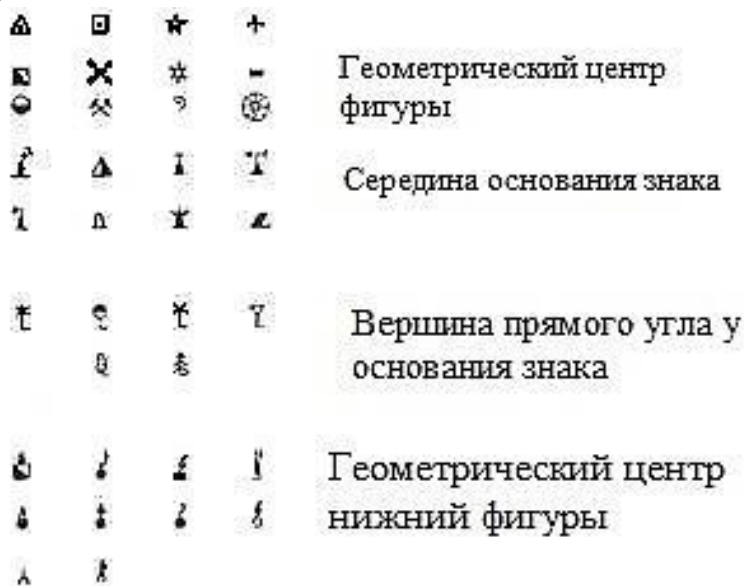 Геометрический центр
фигуры
Середина основания знака
Вершина прямого угла у
основания знака
Геометрический центр
нижний фигуры